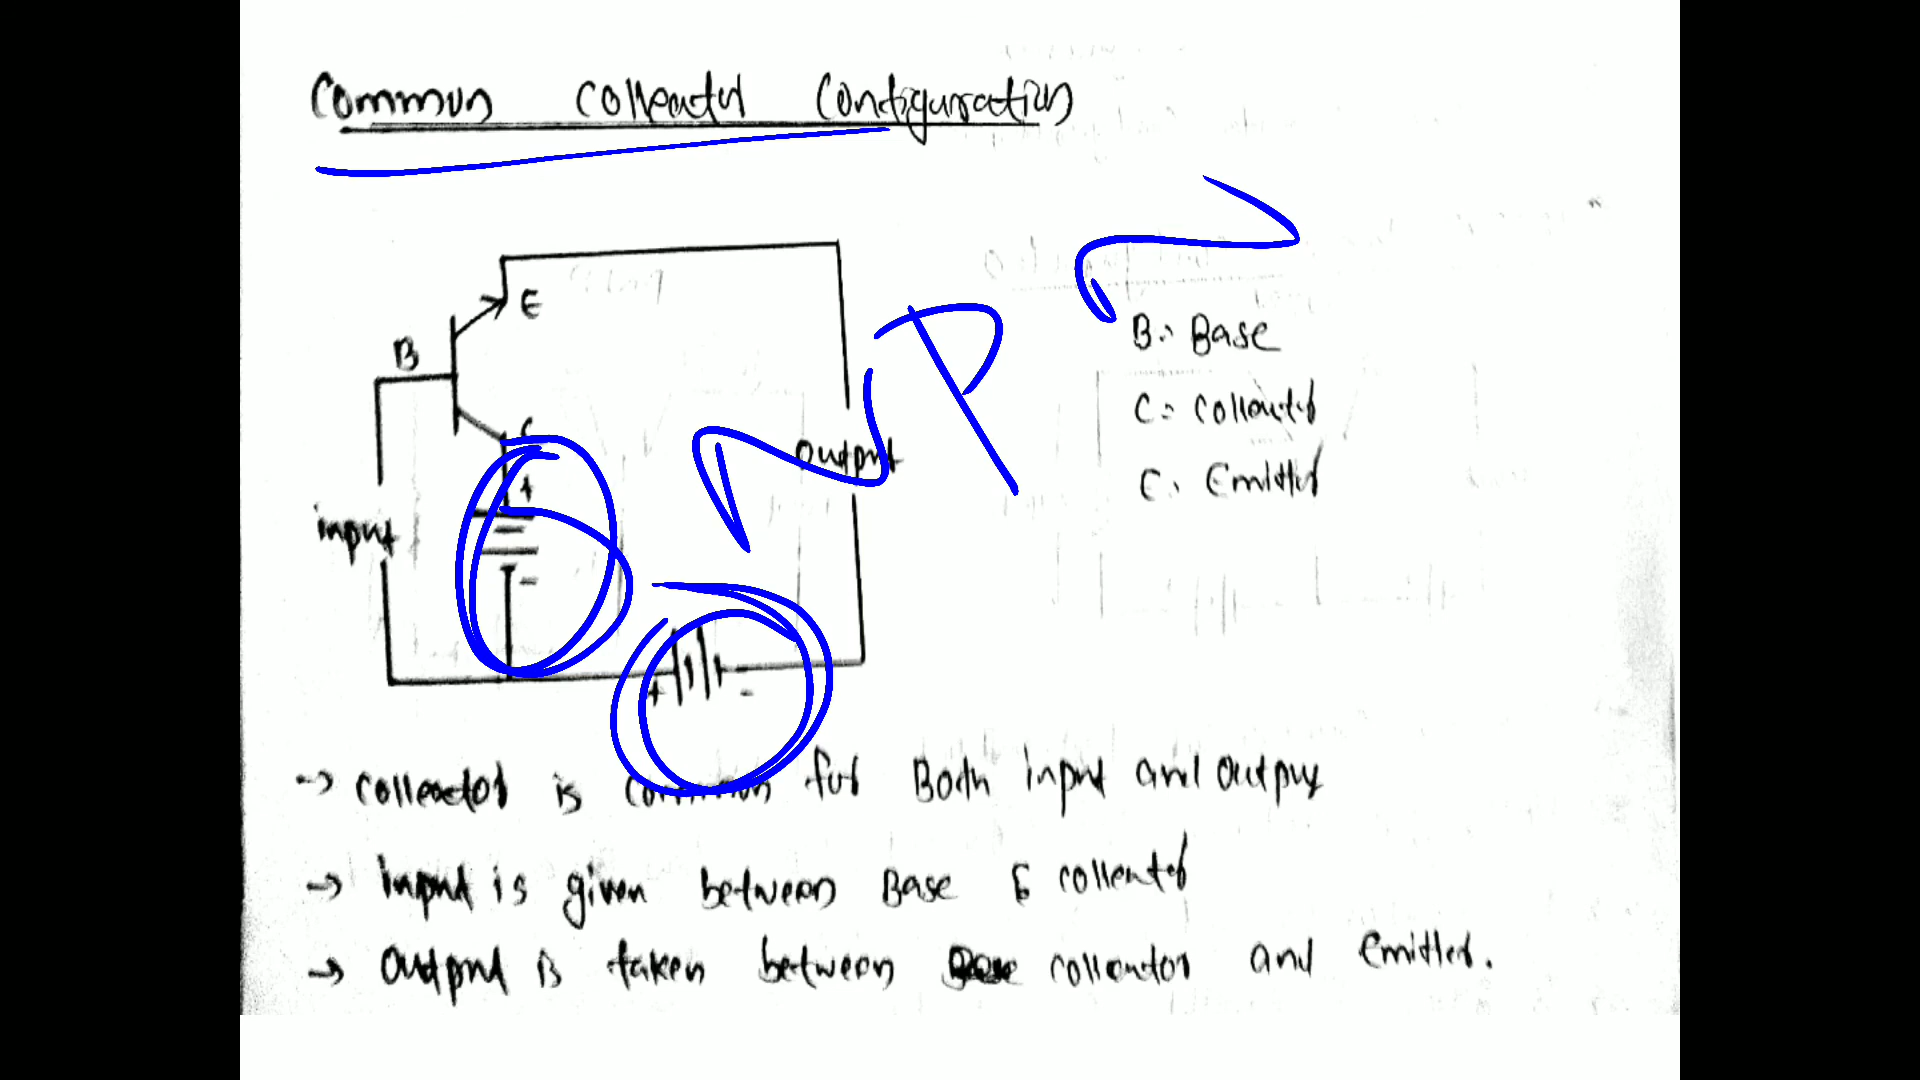 Common Collector Configuration
E
B
B: Base
C
C: Collector
output
+
E: Emitter
input
-
+ -
→ collector is common for Both input and output
→ input is given between Base & collector
→ output is taken between collector and Emitter.